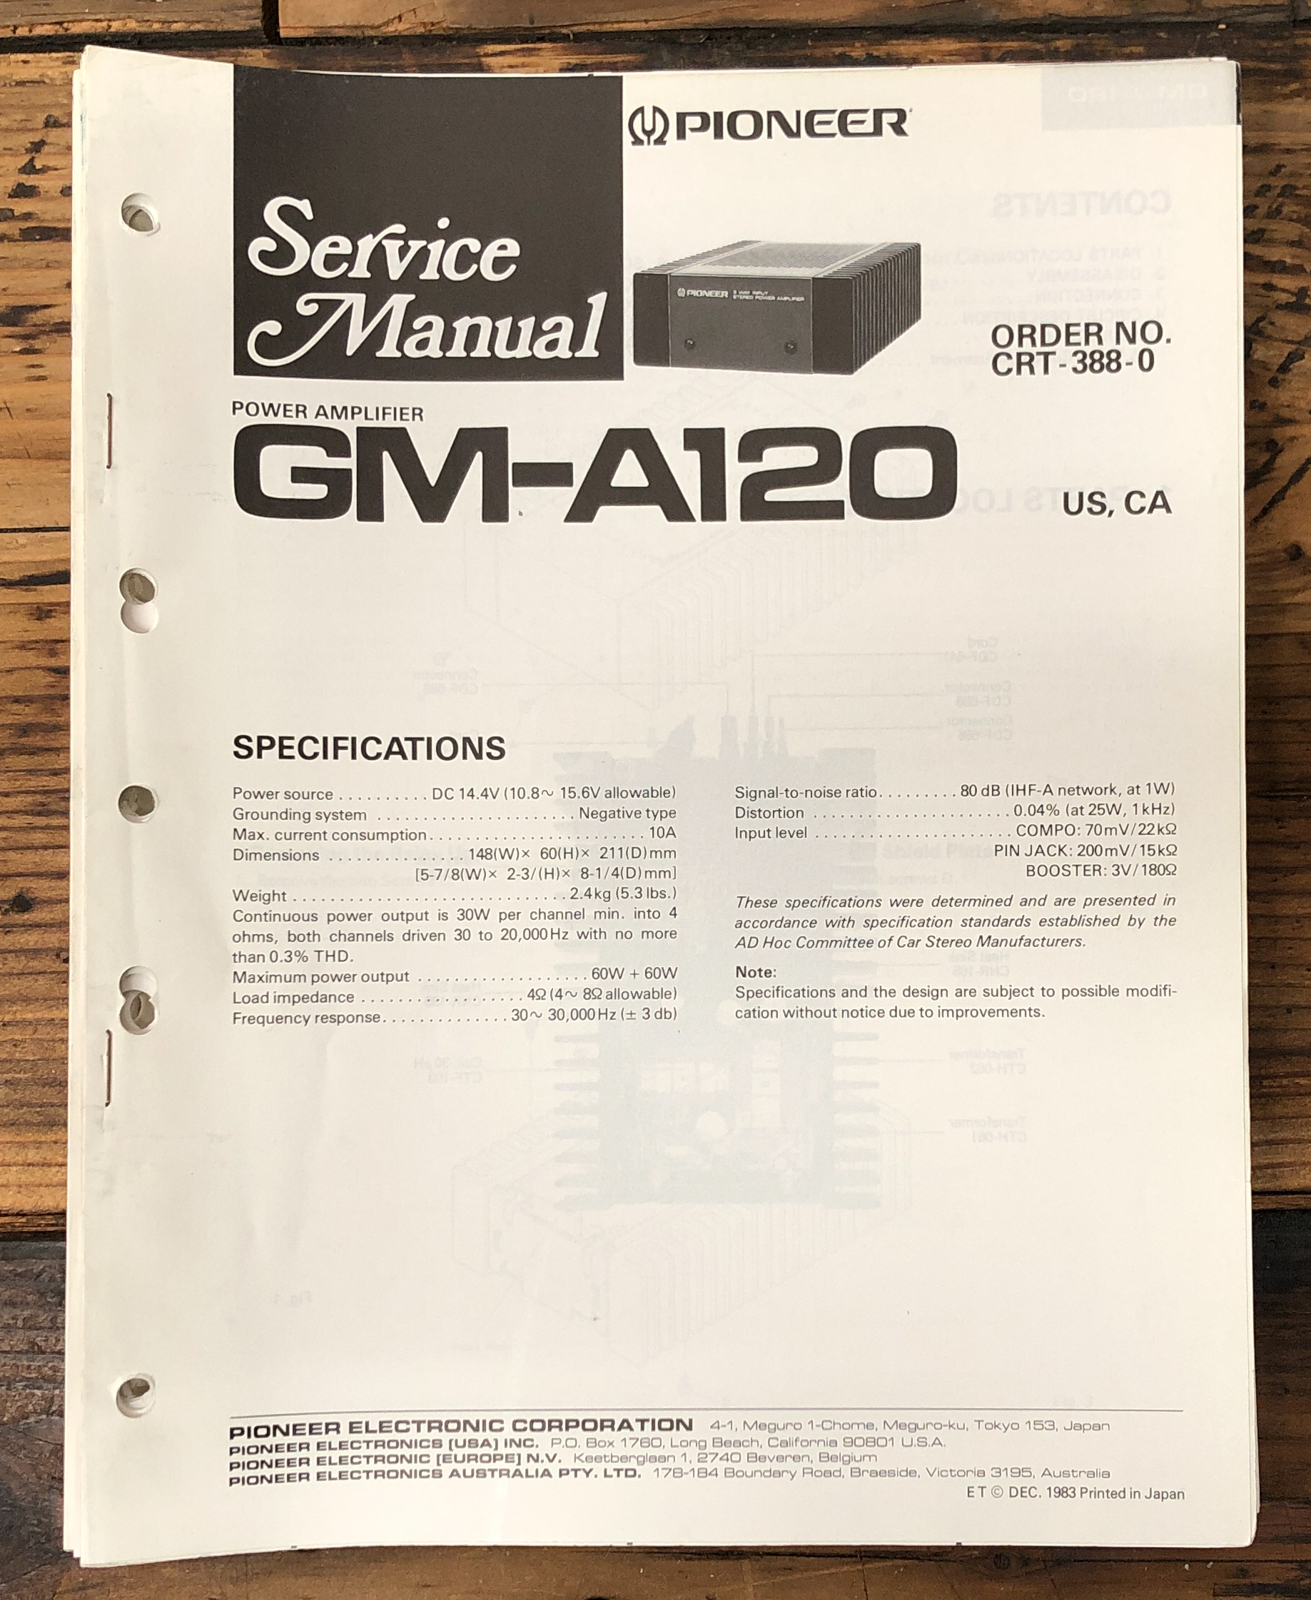 Service
Manual
PIONEER
PIONEER 3 WAY INPUT
STEREO POWER AMPLIFIER
ORDER NO.
CRT-388-0
POWER AMPLIFIER
GM-A120
US, CA
SPECIFICATIONS
Power source . . . . . . . . . . DC 14.4V (10.8~ 15.6V allowable)
Grounding system . . . . . . . . . . . . . . . . . . . . . . Negative type
Max. current consumption . . . . . . . . . . . . . . . . . . . . . . . . 10A
Dimensions . . . . . . . . . . . . . . . 148(W)× 60(H)× 211(D)mm
[5-7/8(W)× 2-3/(H)× 8-1/4(D)mm]
Weight . . . . . . . . . . . . . . . . . . . . . . . . . . . . . 2.4kg (5.3 lbs.)
Continuous power output is 30W per channel min. into 4
ohms, both channels driven 30 to 20,000Hz with no more
than 0.3% THD.
Maximum power output . . . . . . . . . . . . . . . . . . . 60W + 60W
Load impedance . . . . . . . . . . . . . . . . . . 4Ω (4~ 8Ω allowable)
Frequency response. . . . . . . . . . . . . . 30~ 30,000Hz (± 3 db)
Signal-to-noise ratio. . . . . . . . . 80 dB (IHF-A network, at 1W)
Distortion . . . . . . . . . . . . . . . . . . . . . . 0.04% (at 25W, 1kHz)
Input level . . . . . . . . . . . . . . . . . . . . . . COMPO: 70mV/22kΩ
PIN JACK: 200mV/15kΩ
BOOSTER: 3V/180Ω
These specifications were determined and are presented in
accordance with specification standards established by the
AD Hoc Committee of Car Stereo Manufacturers.
Note:
Specifications and the design are subject to possible modifi-
cation without notice due to improvements.
PIONEER ELECTRONIC CORPORATION 4-1, Meguro 1-Chome, Meguro-ku, Tokyo 153, Japan
PIONEER ELECTRONICS [USA] INC. P.O. Box 1760, Long Beach, California 90801 U.S.A.
PIONEER ELECTRONIC [EUROPE] N.V. Keetberglaan 1, 2740 Beveren, Belgium
PIONEER ELECTRONICS AUSTRALIA PTY. LTD. 178-184 Boundary Road, Braeside, Victoria 3195, Australia
ET © DEC. 1983 Printed in Japan